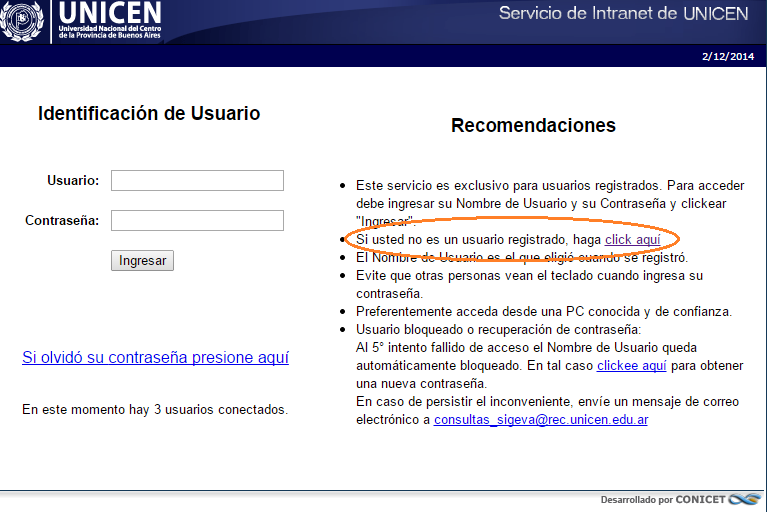 UNICEN
Universidad Nacional del Centro
de la Provincia de Buenos Aires
Servicio de Intranet de UNICEN
2/12/2014
Identificación de Usuario
Usuario:
Contraseña:
Ingresar
Si olvidó su contraseña presione aquí
En este momento hay 3 usuarios conectados.
Recomendaciones
Este servicio es exclusivo para usuarios registrados. Para acceder
debe ingresar su Nombre de Usuario y su Contraseña y clickear
"Ingresar".
Si usted no es un usuario registrado, haga click aquí
El Nombre de Usuario es el que eligió cuando se registró.
Evite que otras personas vean el teclado cuando ingresa su
contraseña.
Preferentemente acceda desde una PC conocida y de confianza.
Usuario bloqueado o recuperación de contraseña:
Al 5° intento fallido de acceso el Nombre de Usuario queda
automáticamente bloqueado. En tal caso clickee aquí para obtener
una nueva contraseña.
En caso de persistir el inconveniente, envíe un mensaje de correo
electrónico a consultas_sigeva@rec.unicen.edu.ar
Desarrollado por CONICET